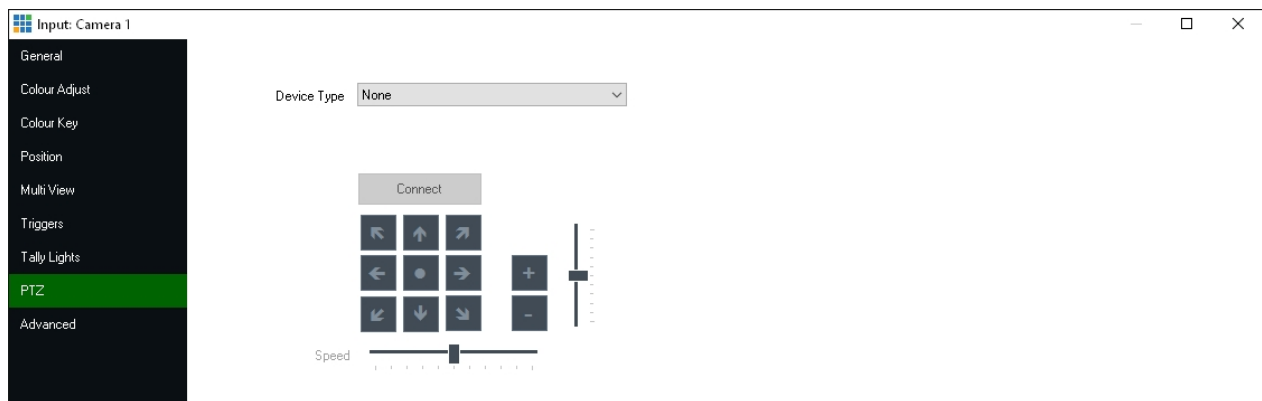 Input: Camera 1
General
Colour Adjust
Colour Key
Position
Multi View
Triggers
Tally Lights
PTZ
Advanced
Device Type None
Connect
+
-
Speed